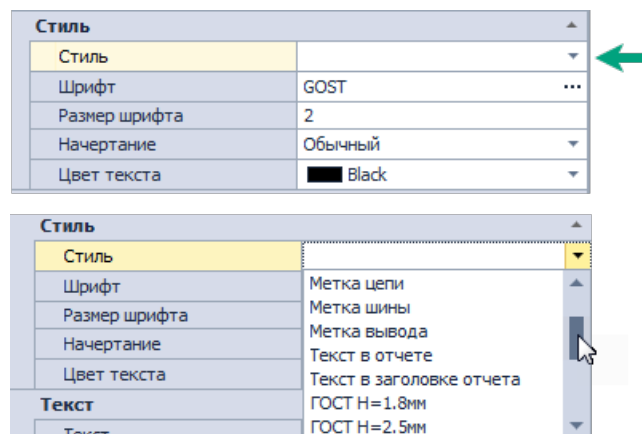 Стиль
Стиль
Шрифт GOST ...
Размер шрифта 2
Начертание Обычный
Цвет текста Black
Стиль
Стиль
Шрифт Метка цепи
Размер шрифта Метка шины
Начертание Метка вывода
Цвет текста Текст в отчете
Текст в заголовке отчета
Текст ГОСТ H=1.8мм
Текст ГОСТ H=2.5мм